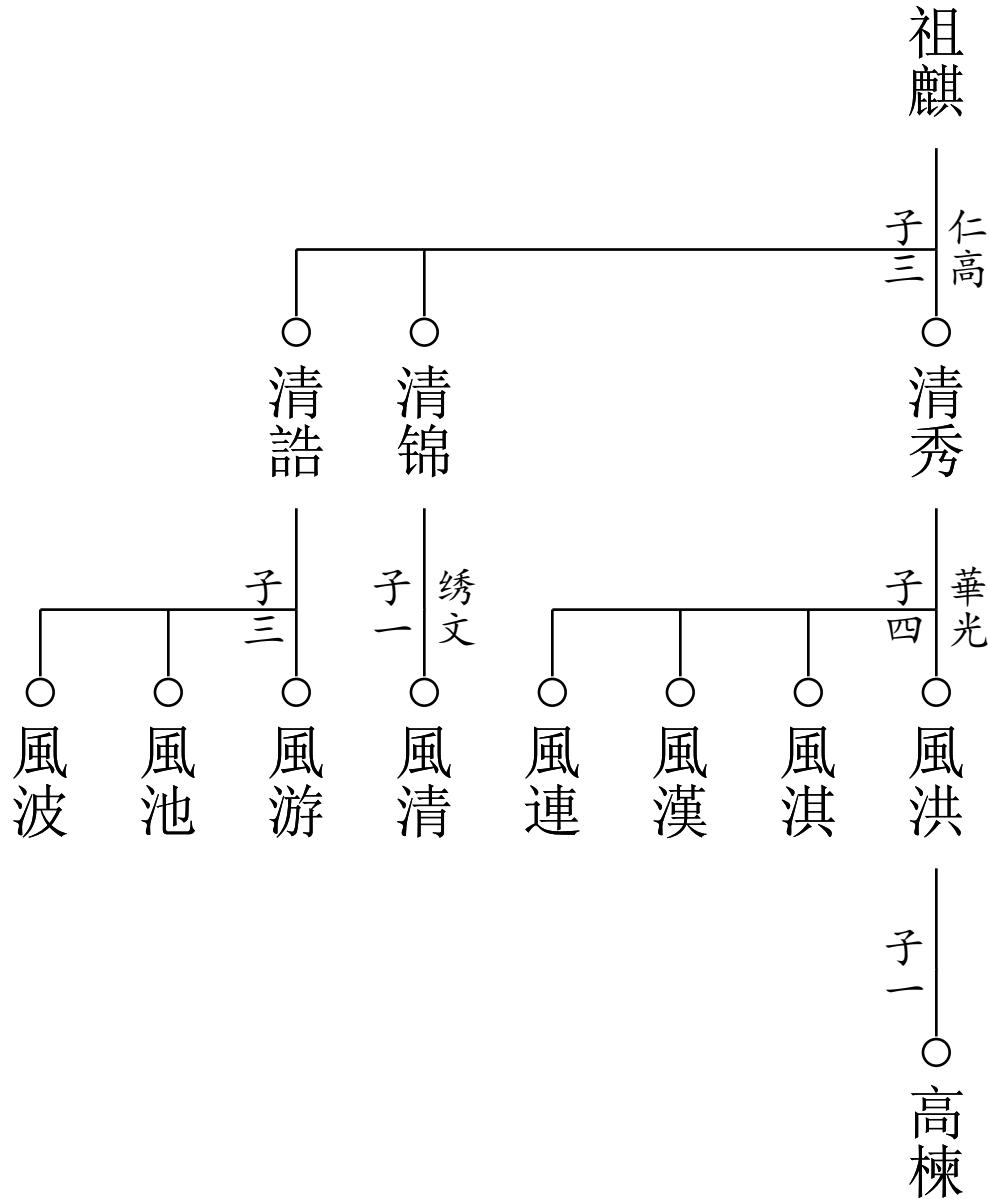 祖麒
仁高
子三
清秀
清锦
清誥
華光
子四
绣文
子一
子三
風洪
風淇
風漢
風連
風清
風游
風池
風波
子一
高楝